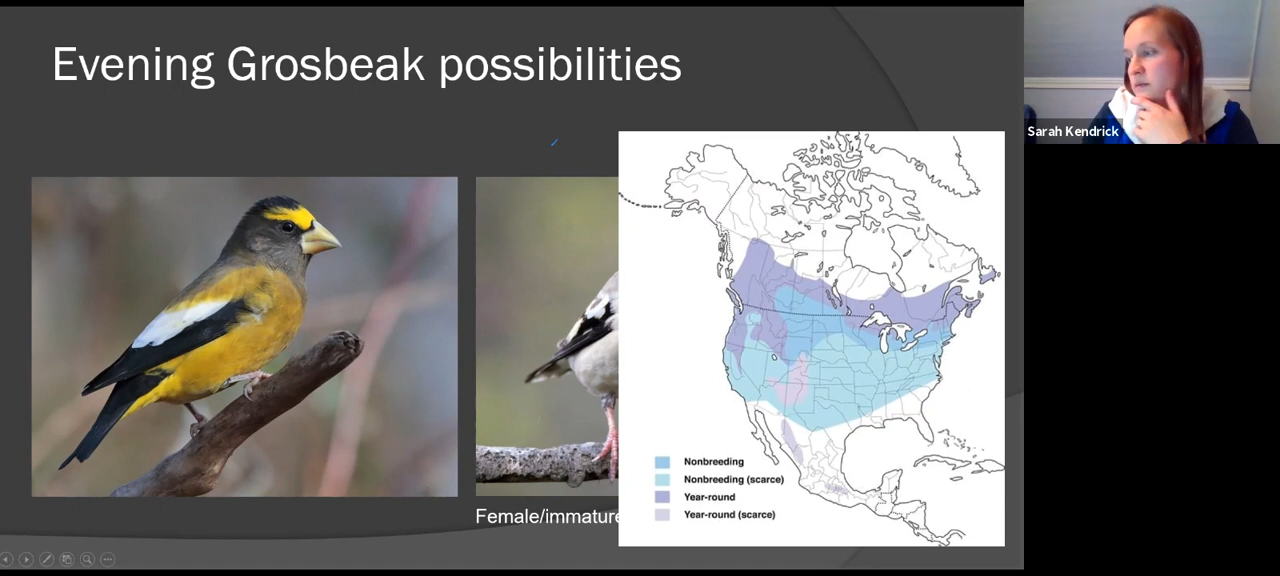 Evening Grosbeak possibilities
Sarah Kendrick
Nonbreeding
Nonbreeding (scarce)
Year-round
Year-round (scarce)
Female/immature